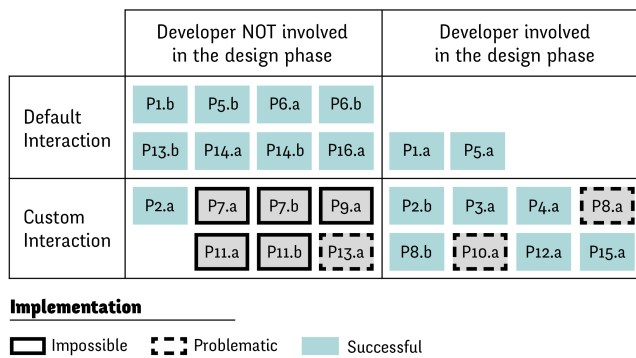 Developer NOT involved
in the design phase
Developer involved
in the design phase
Default
Interaction
P1.b P5.b P6.a P6.b
P13.b P14.a P14.b P16.a P1.a P5.a
Custom
Interaction
P2.a P7.a P7.b P9.a P2.b P3.a P4.a P8.a
P11.a P11.b P13.a P8.b P10.a P12.a P15.a
Implementation
Impossible Problematic Successful